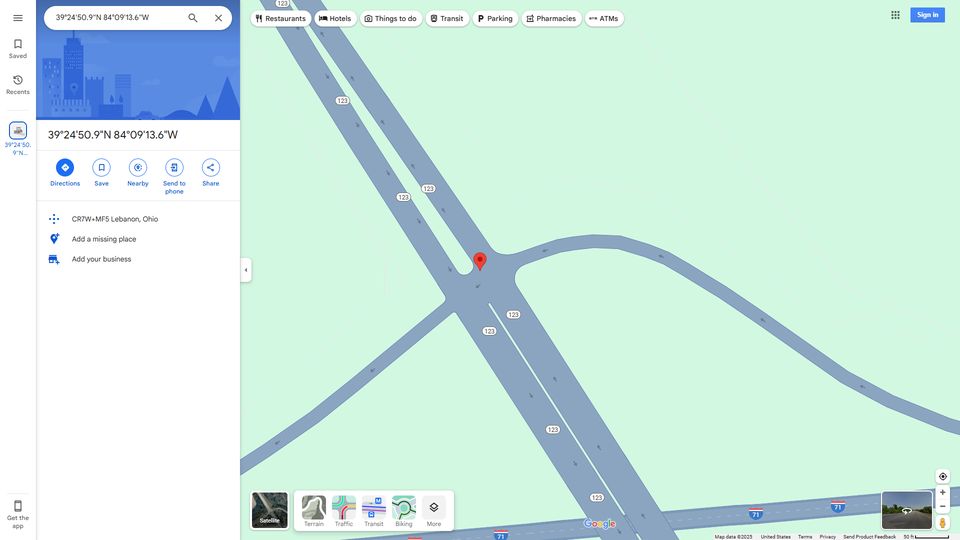 39°24'50.9"N 84°09'13.6"W
Restaurants
Hotels
Things to do
Transit
Parking
Pharmacies
ATMs
Sign in
Saved
Recents
39°24'50.
9"N...
39°24'50.9"N 84°09'13.6"W
Directions
Save
Nearby
Send to
phone
Share
CR7W+MF5 Lebanon, Ohio
Add a missing place
Add your business
Get the
app
123
123
123
123
123
123
123
123
71
71
71
Satellite
Terrain
Traffic
Transit
Biking
More
Google
Map data ©2025
United States
Terms
Privacy
Send Product Feedback
50 ft